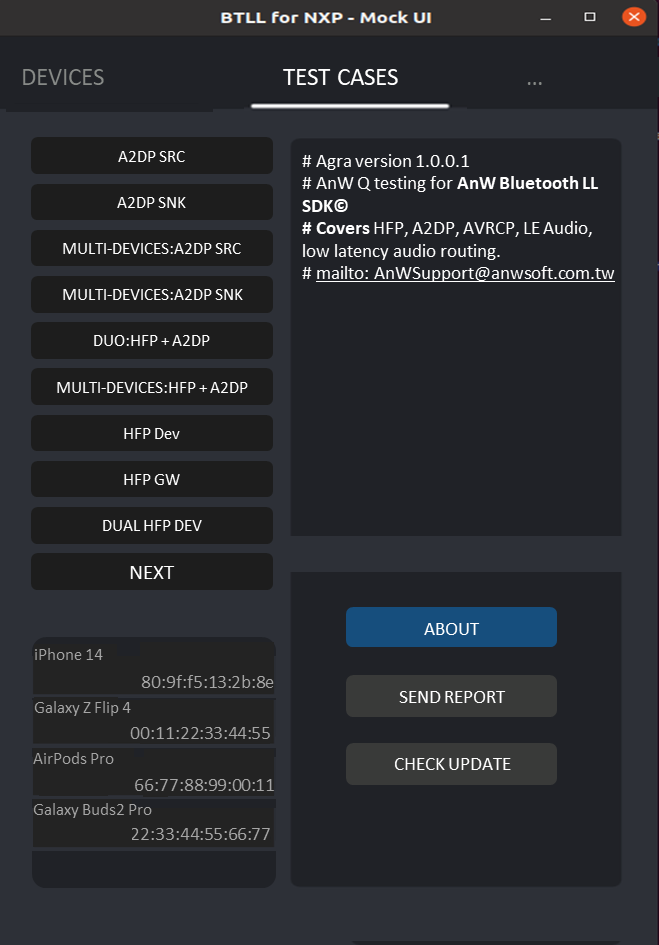 BTLL for NXP - Mock UI
DEVICES
TEST CASES
...
A2DP SRC
A2DP SNK
MULTI-DEVICES:A2DP SRC
MULTI-DEVICES:A2DP SNK
DUO:HFP + A2DP
MULTI-DEVICES:HFP + A2DP
HFP Dev
HFP GW
DUAL HFP DEV
NEXT
# Agra version 1.0.0.1
# AnW Q testing for AnW Bluetooth LL
SDK©
# Covers HFP, A2DP, AVRCP, LE Audio,
low latency audio routing.
# mailto: AnWSupport@anwsoft.com.tw
iPhone 14
80:9f:f5:13:2b:8e
Galaxy Z Flip 4
00:11:22:33:44:55
AirPods Pro
66:77:88:99:00:11
Galaxy Buds2 Pro
22:33:44:55:66:77
ABOUT
SEND REPORT
CHECK UPDATE